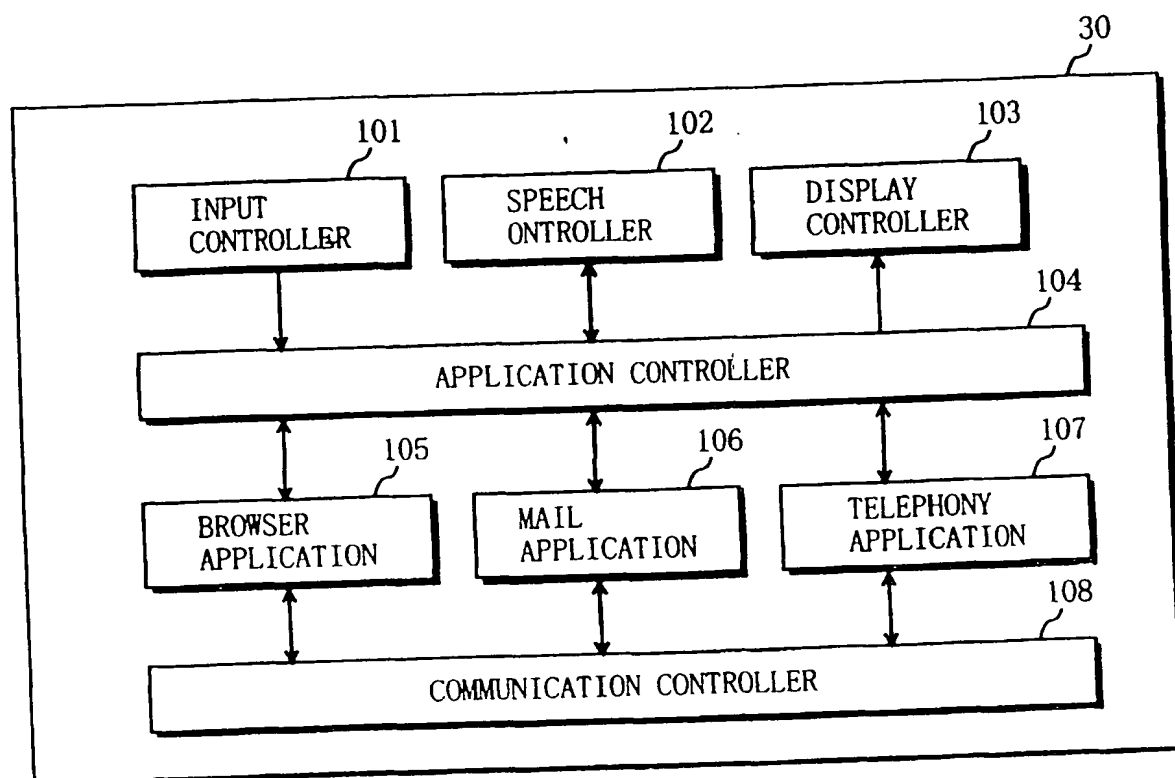 30
101
102
103
INPUT
CONTROLLER
SPEECH
ONTROLLER
DISPLAY
CONTROLLER
104
APPLICATION CONTROLLER
105
106
107
BROWSER
APPLICATION
MAIL
APPLICATION
TELEPHONY
APPLICATION
108
COMMUNICATION CONTROLLER